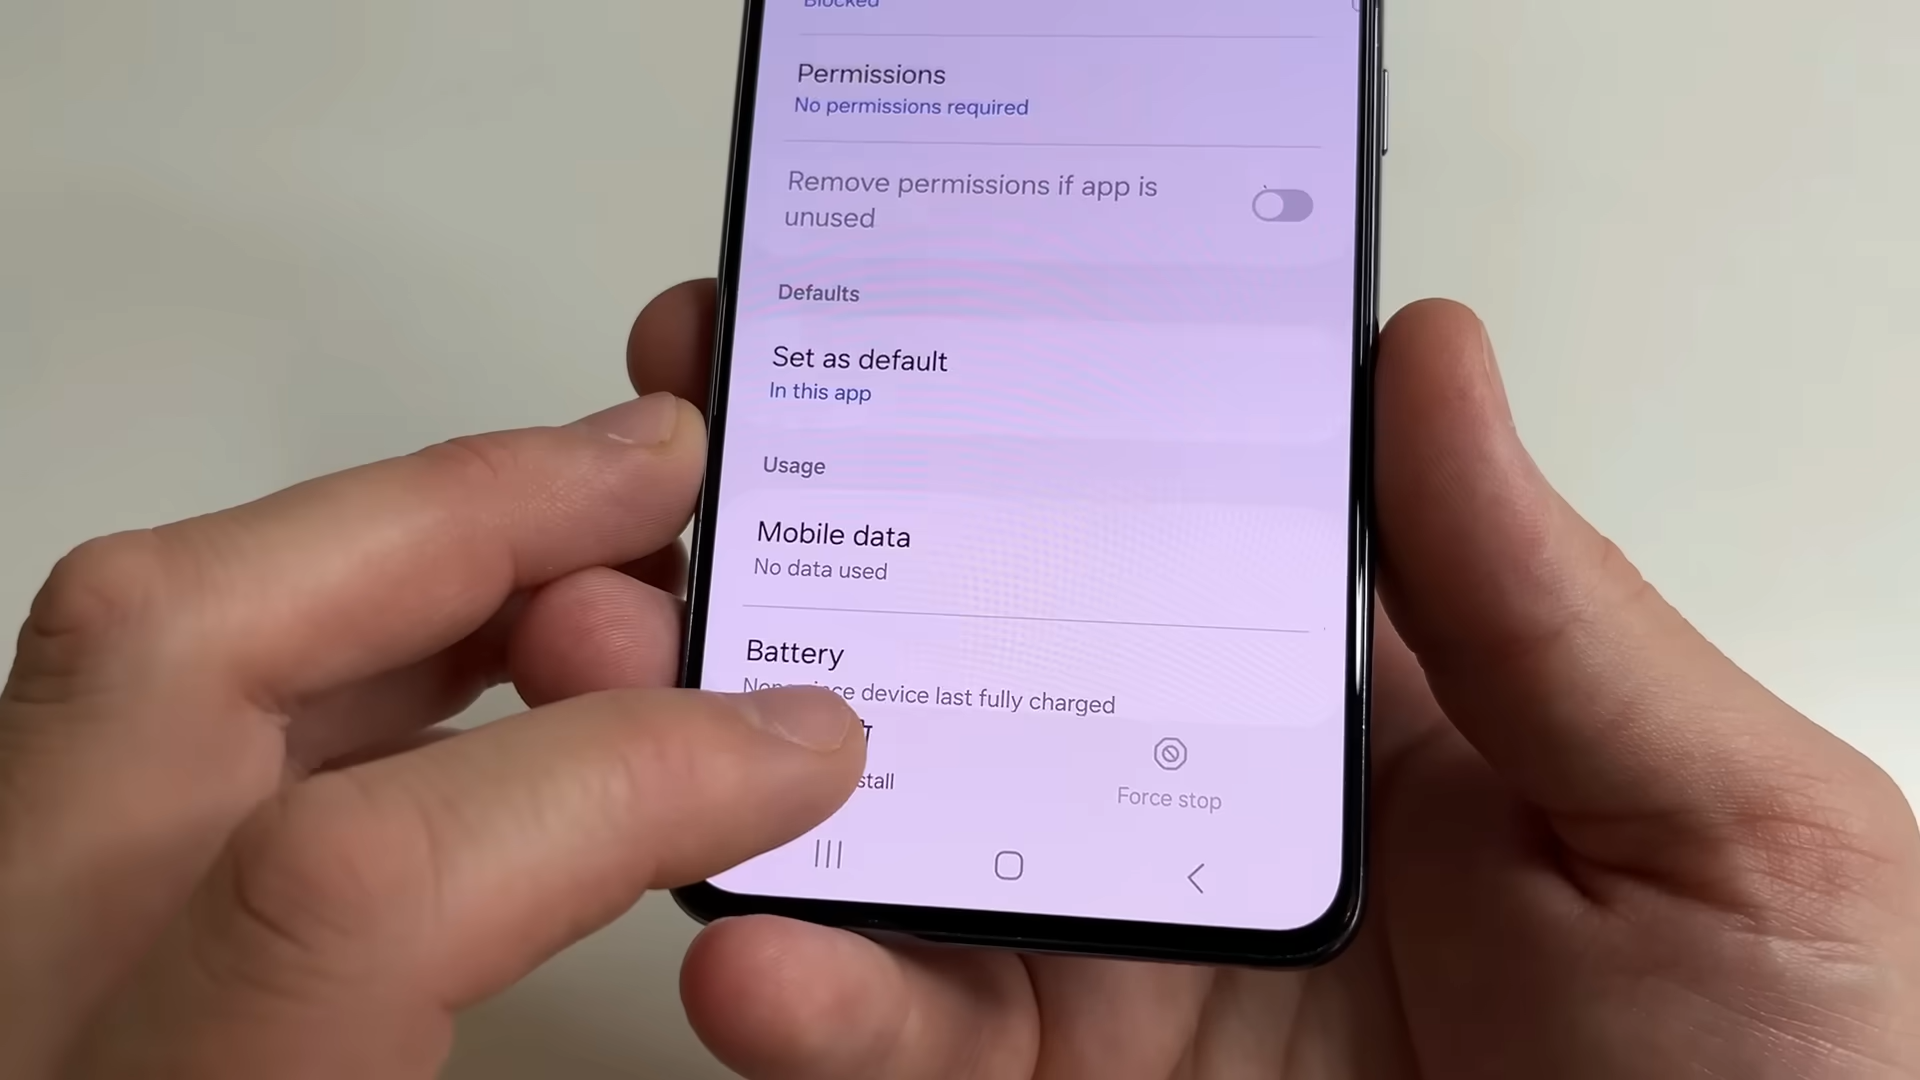 Blocked
Permissions
No permissions required
Remove permissions if app is
unused
Defaults
Set as default
In this app
Usage
Mobile data
No data used
Battery
device last fully charged
stall
Force stop